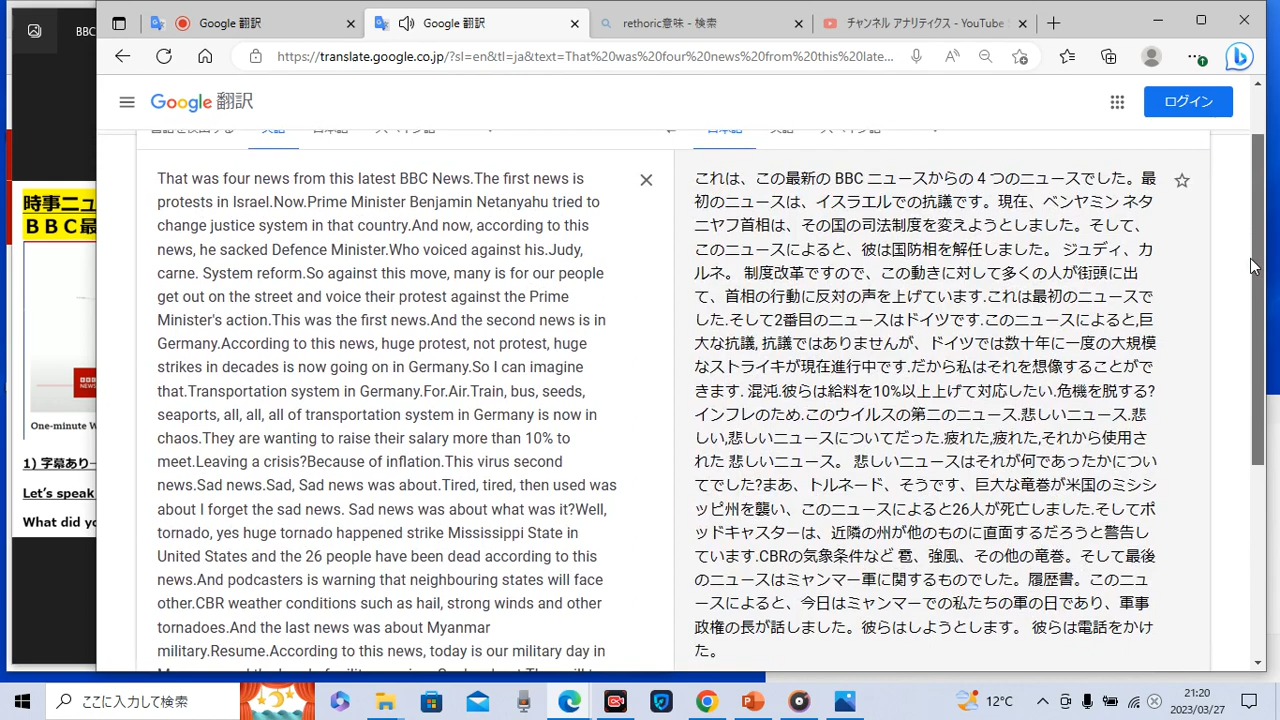 BBC
Google 翻訳
Google 翻訳
rethoric意味 - 検索
チャンネル アナリティクス - YouTube
https://translate.google.co.jp/?sl=en&tl=ja&text=That%20was%20four%20news%20from%20this%20late...
Google 翻訳
ログイン
That was four news from this latest BBC News.The first news is
protests in Israel.Now.Prime Minister Benjamin Netanyahu tried to
change justice system in that country.And now, according to this
news, he sacked Defence Minister.Who voiced against his.Judy,
carne. System reform.So against this move, many is for our people
get out on the street and voice their protest against the Prime
Minister's action.This was the first news.And the second news is in
Germany.According to this news, huge protest, not protest, huge
strikes in decades is now going on in Germany.So I can imagine
that.Transportation system in Germany.For.Air.Train, bus, seeds,
seaports, all, all, all of transportation system in Germany is now in
chaos.They are wanting to raise their salary more than 10% to
meet.Leaving a crisis?Because of inflation.This virus second
news.Sad news.Sad, Sad news was about.Tired, tired, then used was
about I forget the sad news. Sad news was about what was it?Well,
tornado, yes huge tornado happened strike Mississippi State in
United States and the 26 people have been dead according to this
news.And podcasters is warning that neighbouring states will face
other.CBR weather conditions such as hail, strong winds and other
tornadoes.And the last news was about Myanmar
military.Resume.According to this news, today is our military day in
これは、この最新の BBC ニュースからの 4 つのニュースでした。最
初のニュースは、イスラエルでの抗議です。現在、ベンヤミン ネタ
ニヤフ首相は、その国の司法制度を変えようとしました。そして、
このニュースによると、彼は国防相を解任しました。 ジュディ、カ
ルネ。 制度改革ですので、この動きに対して多くの人が街頭に出
て、首相の行動に反対の声を上げています.これは最初のニュースで
した.そして2番目のニュースはドイツです.このニュースによると,巨
大な抗議, 抗議ではありませんが、ドイツでは数十年に一度の大規模
なストライキが現在進行中です.だから私はそれを想像することがで
きます. 混沌.彼らは給料を10%以上上げて対応したい.危機を脱する?
インフレのため.このウイルスの第二のニュース.悲しいニュース.悲
しい,悲しいニュースについてだった.疲れた,疲れた,それから使用さ
れた 悲しいニュース。 悲しいニュースはそれが何であったかについ
てでした?まあ、トルネード、そうです、巨大な竜巻が米国のミシシ
ッピ州を襲い、このニュースによると26人が死亡しました.そしてポ
ッドキャスターは、近隣の州が他のものに直面するだろうと警告し
ています.CBRの気象条件など 雹、強風、その他の竜巻。そして最後
のニュースはミャンマー軍に関するものでした。履歴書。このニュ
ースによると、今日はミャンマーでの私たちの軍の日であり、軍事
政権の長が話しました。彼らはしようとします。 彼らは電話をかけ
た。
時事ニュ
ＢＢＣ最
BBC
One-minute W
1) 字幕あり
Let's speak
What did yo
ここに入力して検索
12°C
21:20
2023/03/27